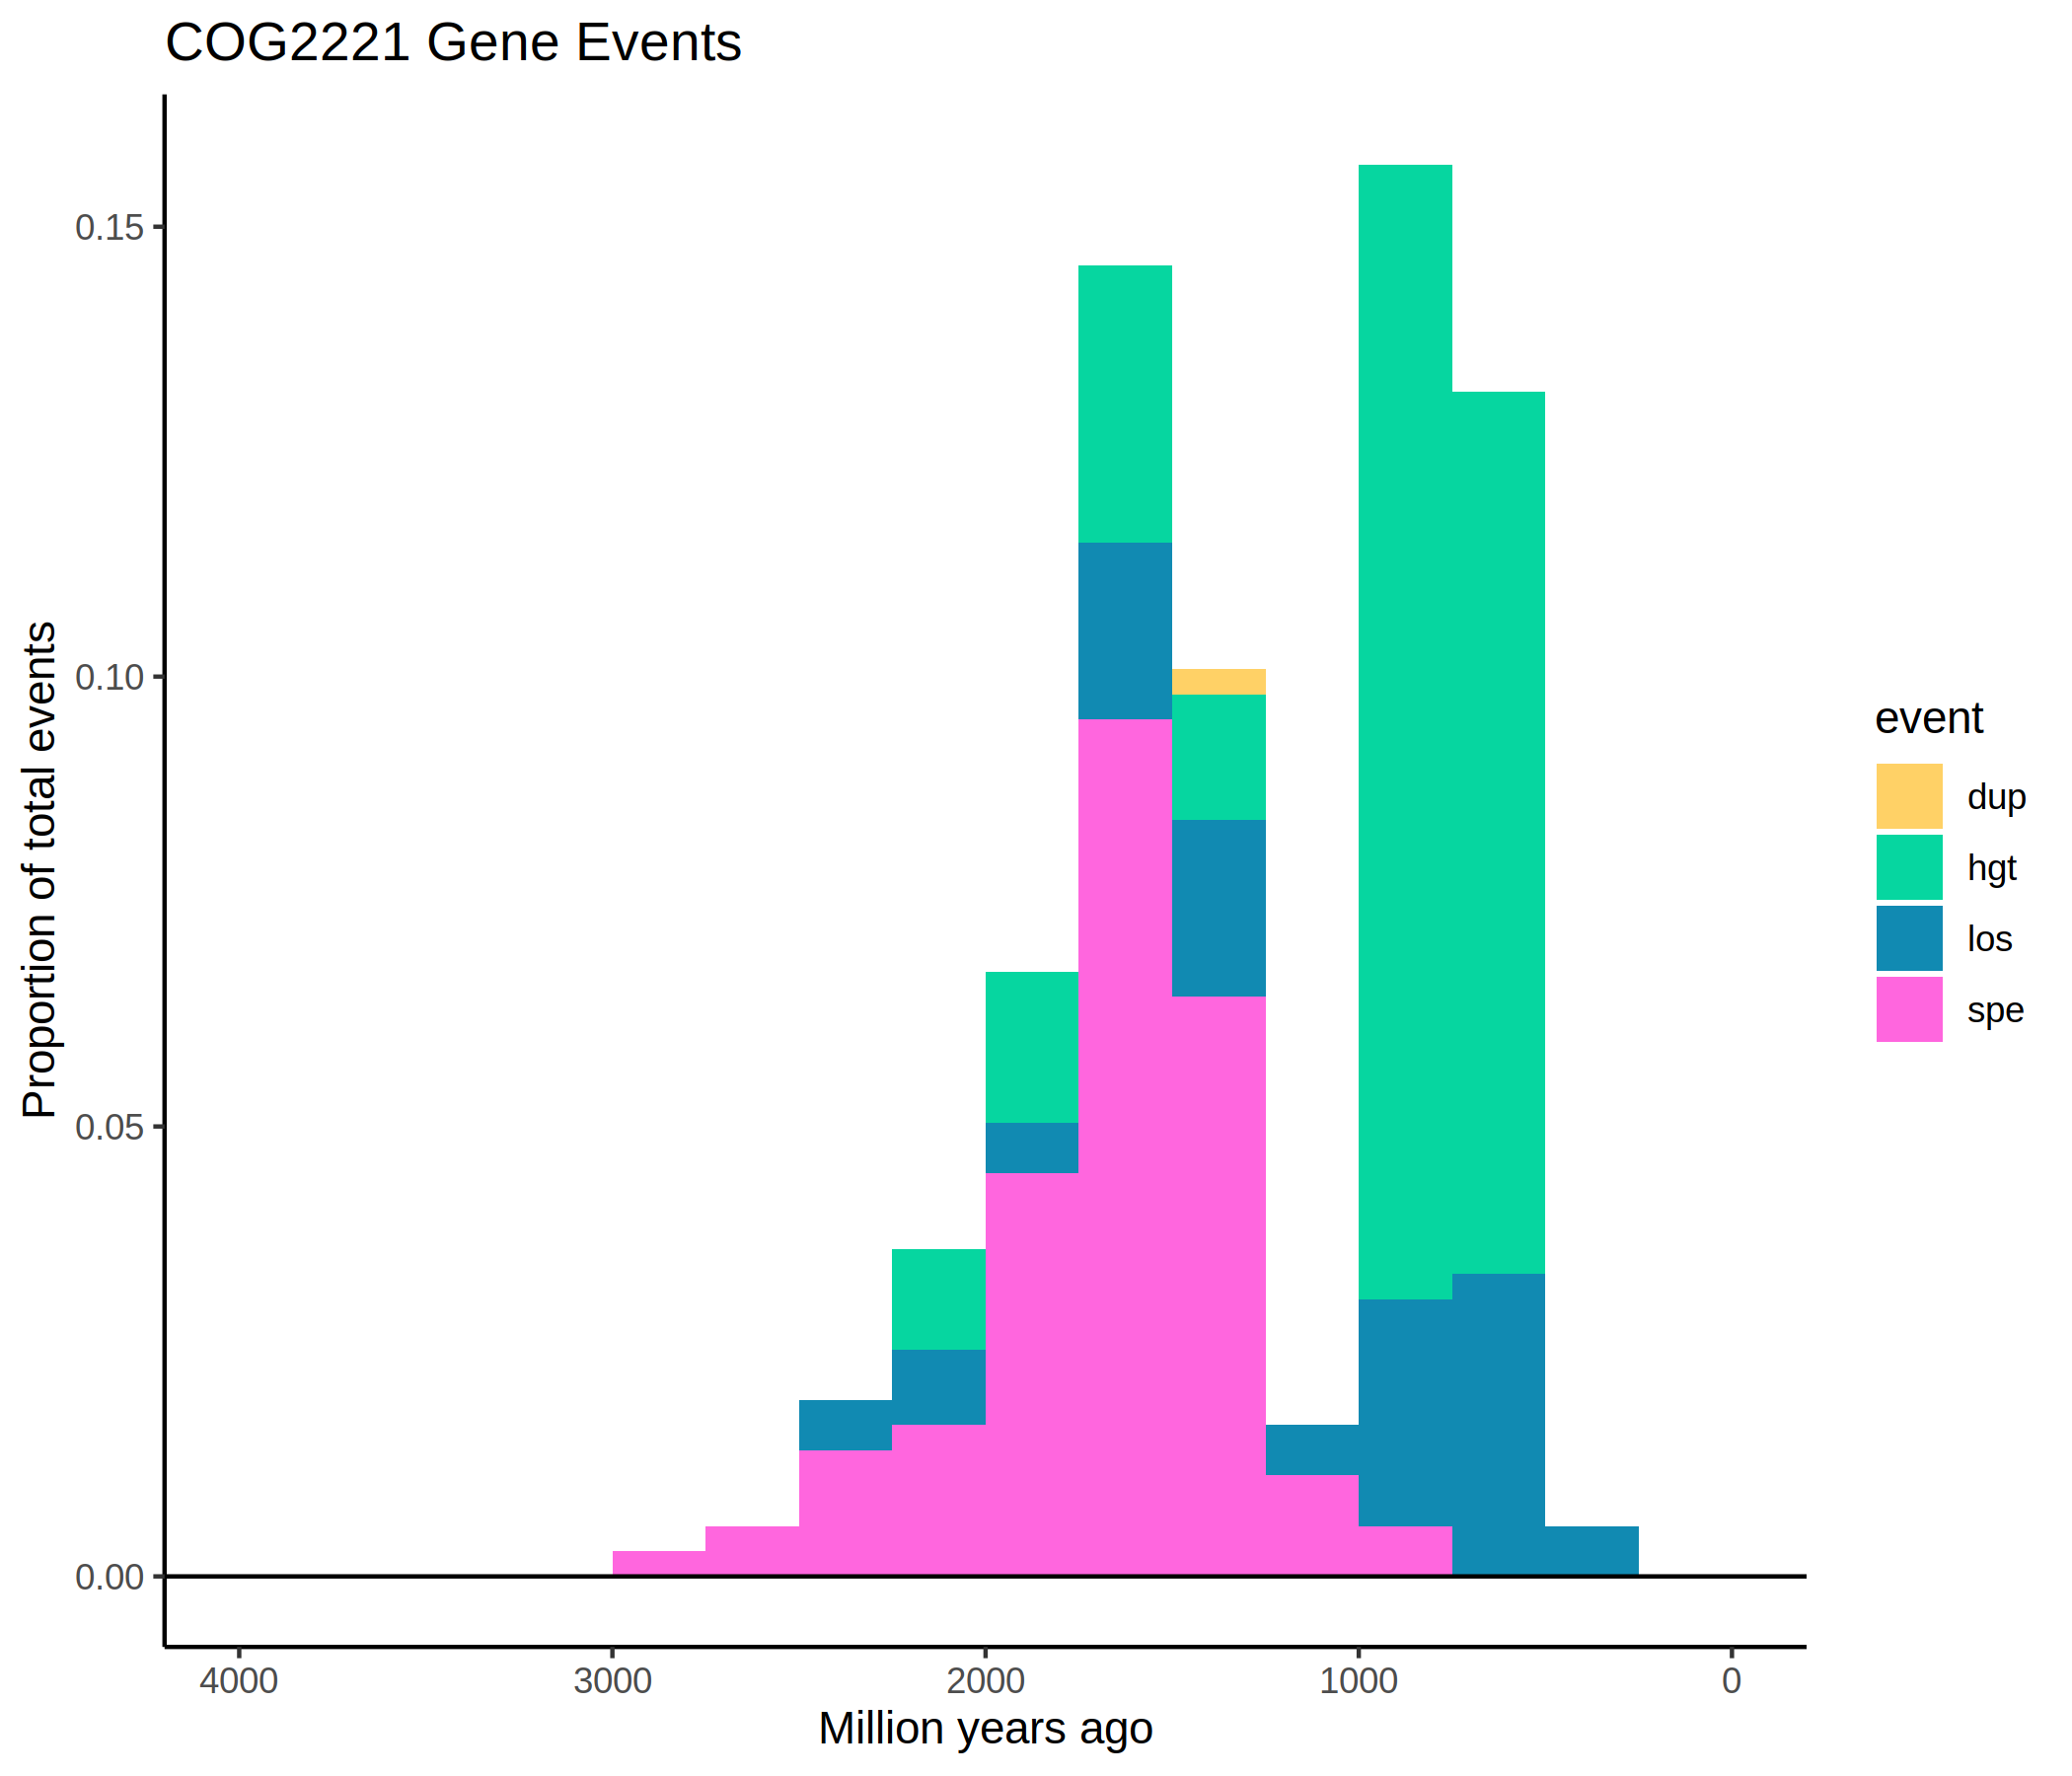 COG2221 Gene Events
Proportion of total events
0.15
0.10
0.05
0.00
4000 3000 2000 1000 0
Million years ago
event
dup
hgt
los
spe